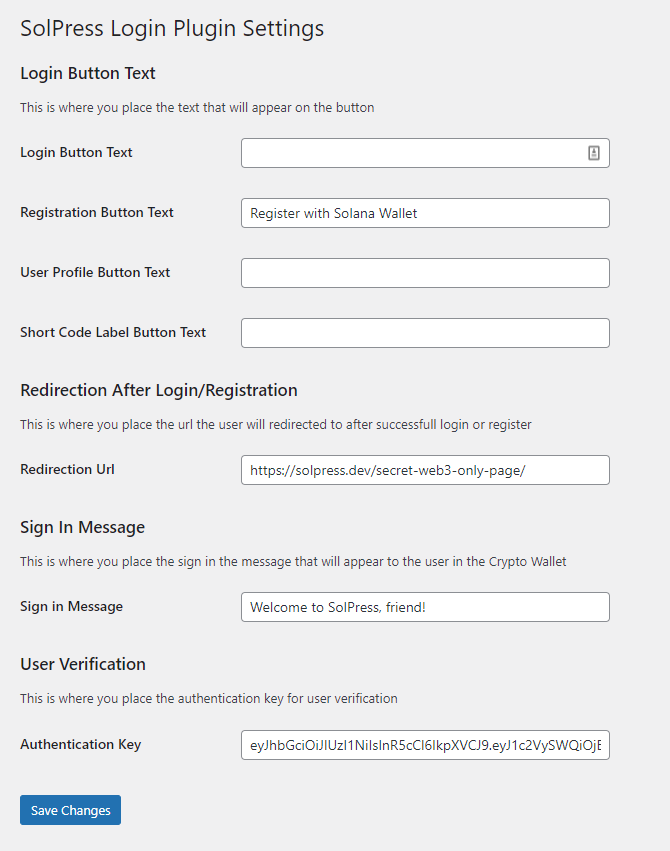 SolPress Login Plugin Settings
Login Button Text
This is where you place the text that will appear on the button
Login Button Text
Registration Button Text
Register with Solana Wallet
User Profile Button Text
Short Code Label Button Text
Redirection After Login/Registration
This is where you place the url the user will redirected to after successfull login or register
Redirection Url
https://solpress.dev/secret-web3-only-page/
Sign In Message
This is where you place the sign in the message that will appear to the user in the Crypto Wallet
Sign in Message
Welcome to SolPress, friend!
User Verification
This is where you place the authentication key for user verification
Authentication Key
eyJhbGciOiJIUzI1NiIsInR5cCI6IkpXVCJ9.eyJ1c2VySWQiOjE
Save Changes